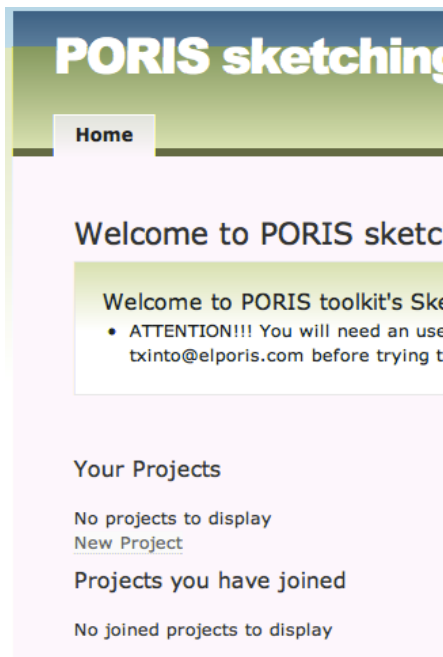 PORIS sketching
Home
Welcome to PORIS sketc
Welcome to PORIS toolkit's Ske
• ATTENTION!!! You will need an use
txinto@elporis.com before trying t
Your Projects
No projects to display
New Project
Projects you have joined
No joined projects to display